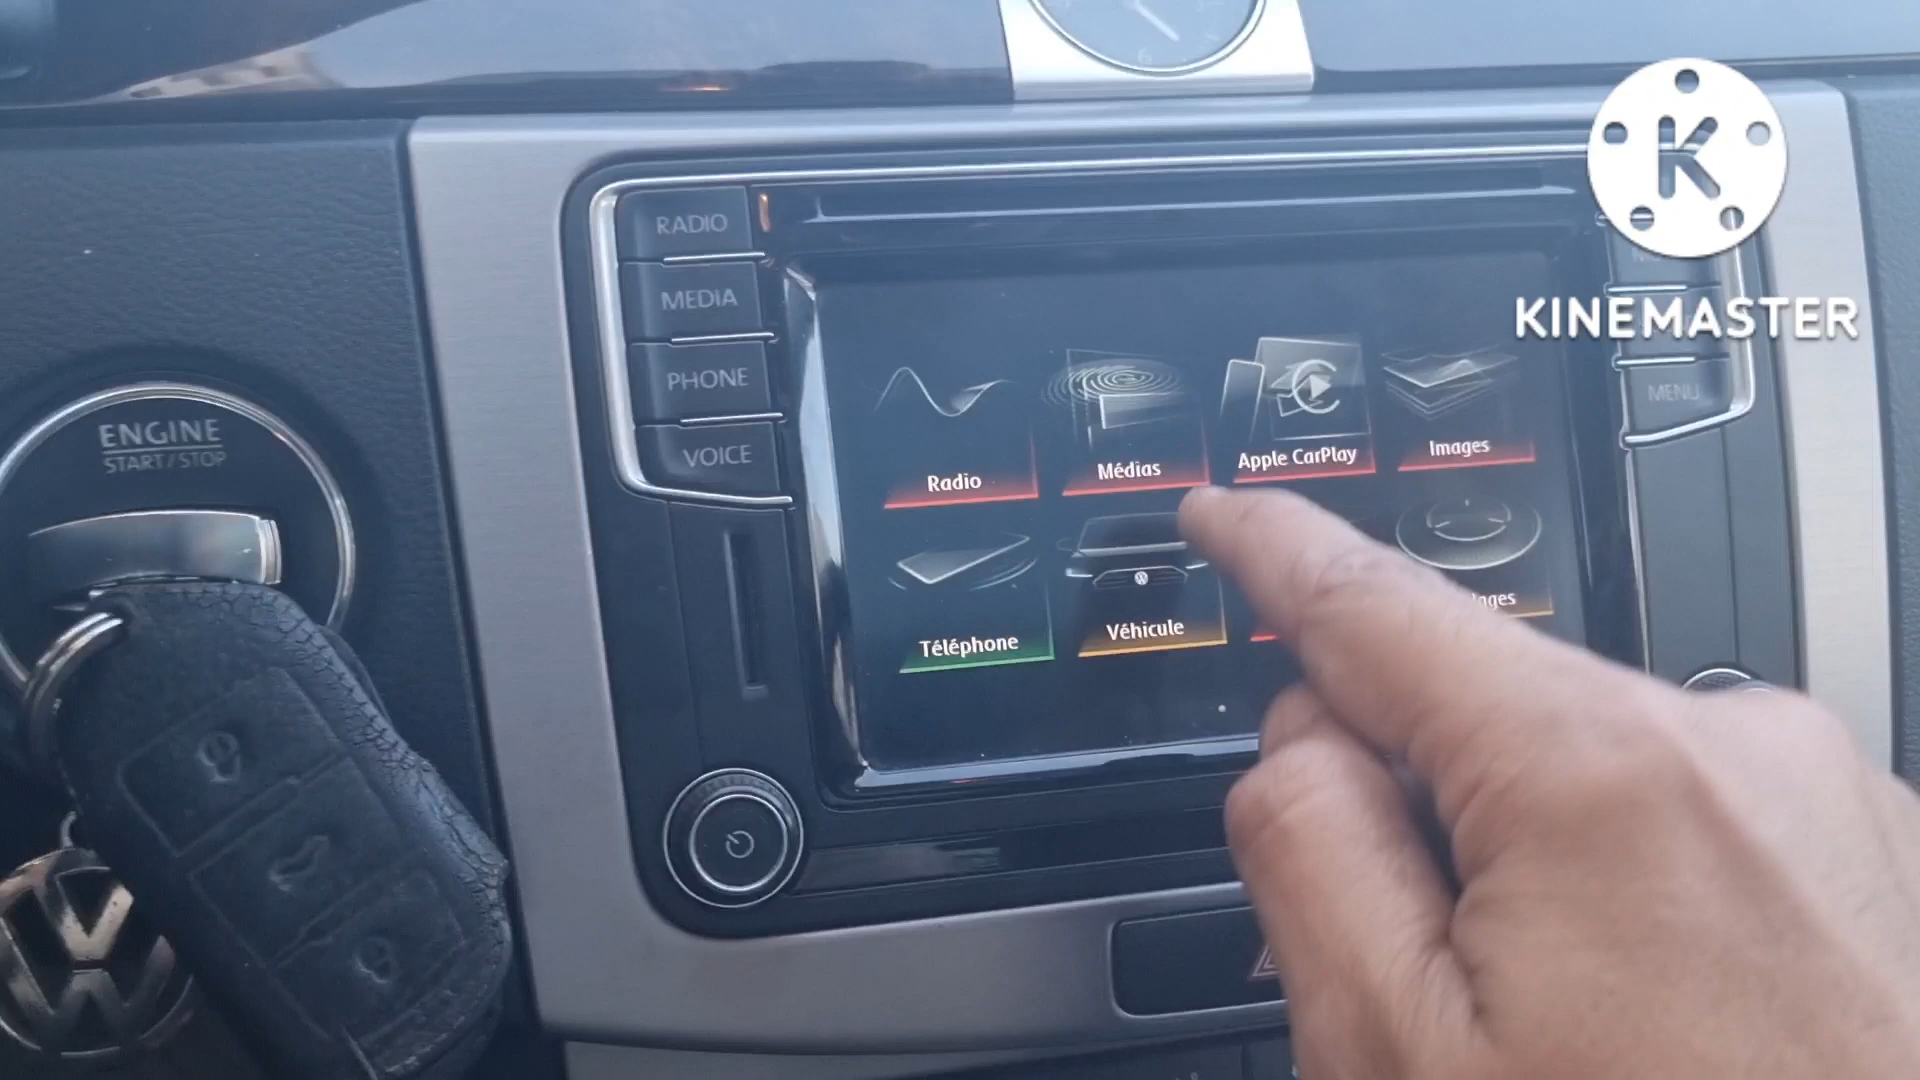 RADIO
MEDIA
PHONE
VOICE
MENU
ENGINE
START/STOP
Radio
Médias
Apple CarPlay
Images
Téléphone
Véhicule
KINEMASTER